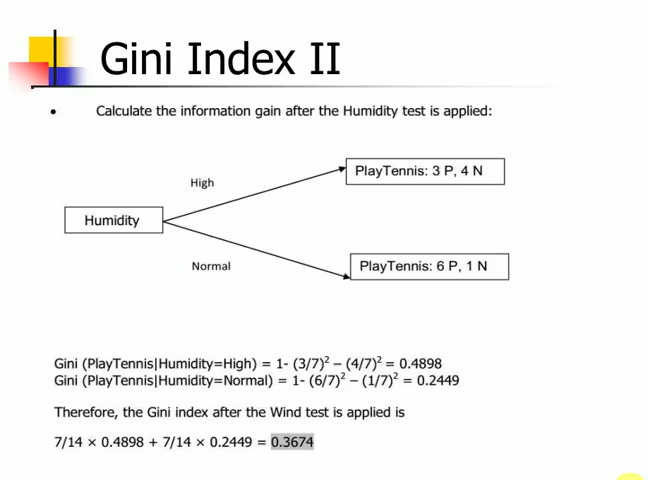 Gini Index II
• Calculate the information gain after the Humidity test is applied:
High
PlayTennis: 3 P, 4 N
Humidity
Normal
PlayTennis: 6 P, 1 N
Gini (PlayTennis|Humidity=High) = 1- (3/7)² – (4/7)² = 0.4898
Gini (PlayTennis|Humidity=Normal) = 1- (6/7)² – (1/7)² = 0.2449
Therefore, the Gini index after the Wind test is applied is
7/14 × 0.4898 + 7/14 × 0.2449 = 0.3674